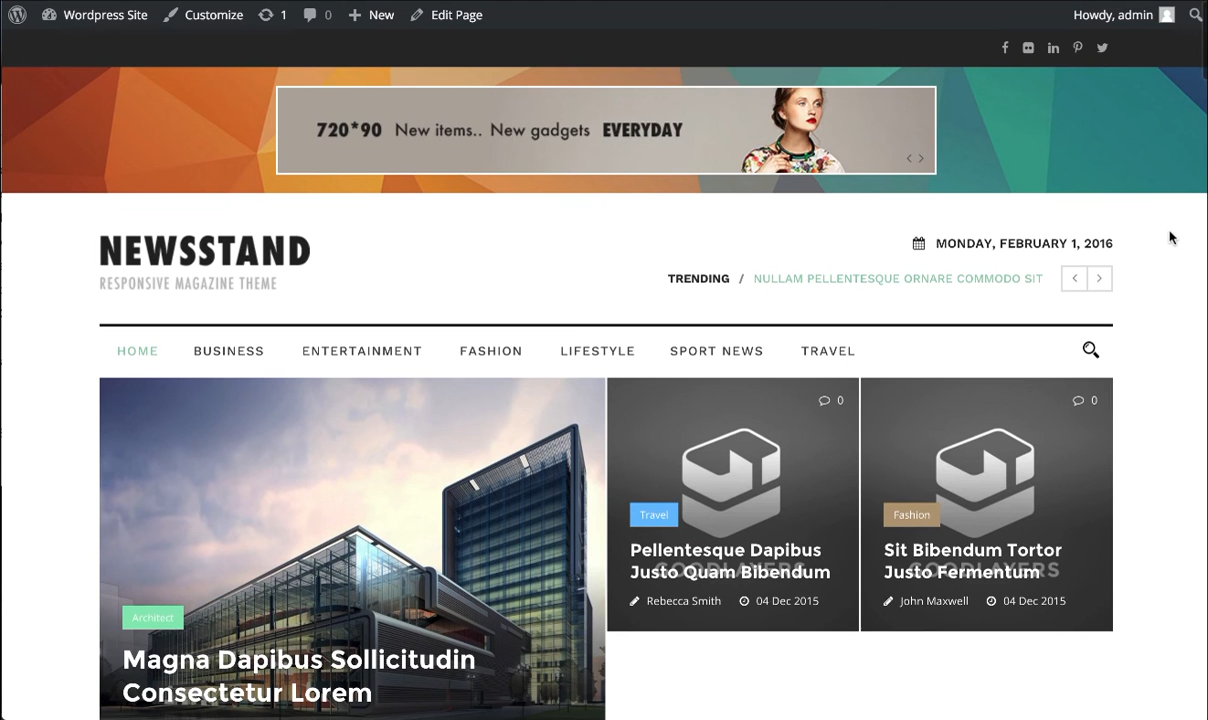 Wordpress Site Customize 1 0 New Edit Page Howdy, admin
720*90 New items.. New gadgets EVERYDAY
NEWSSTAND
RESPONSIVE MAGAZINE THEME
MONDAY, FEBRUARY 1, 2016
TRENDING / NULLAM PELLENTESQUE ORNARE COMMODO SIT
HOME BUSINESS ENTERTAINMENT FASHION LIFESTYLE SPORT NEWS TRAVEL
Architect
Magna Dapibus Sollicitudin
Consectetur Lorem
0
Travel
GOODLAYERS
Pellentesque Dapibus
Justo Quam Bibendum
Rebecca Smith 04 Dec 2015
0
Fashion
GOODLAYERS
Sit Bibendum Tortor
Justo Fermentum
John Maxwell 04 Dec 2015